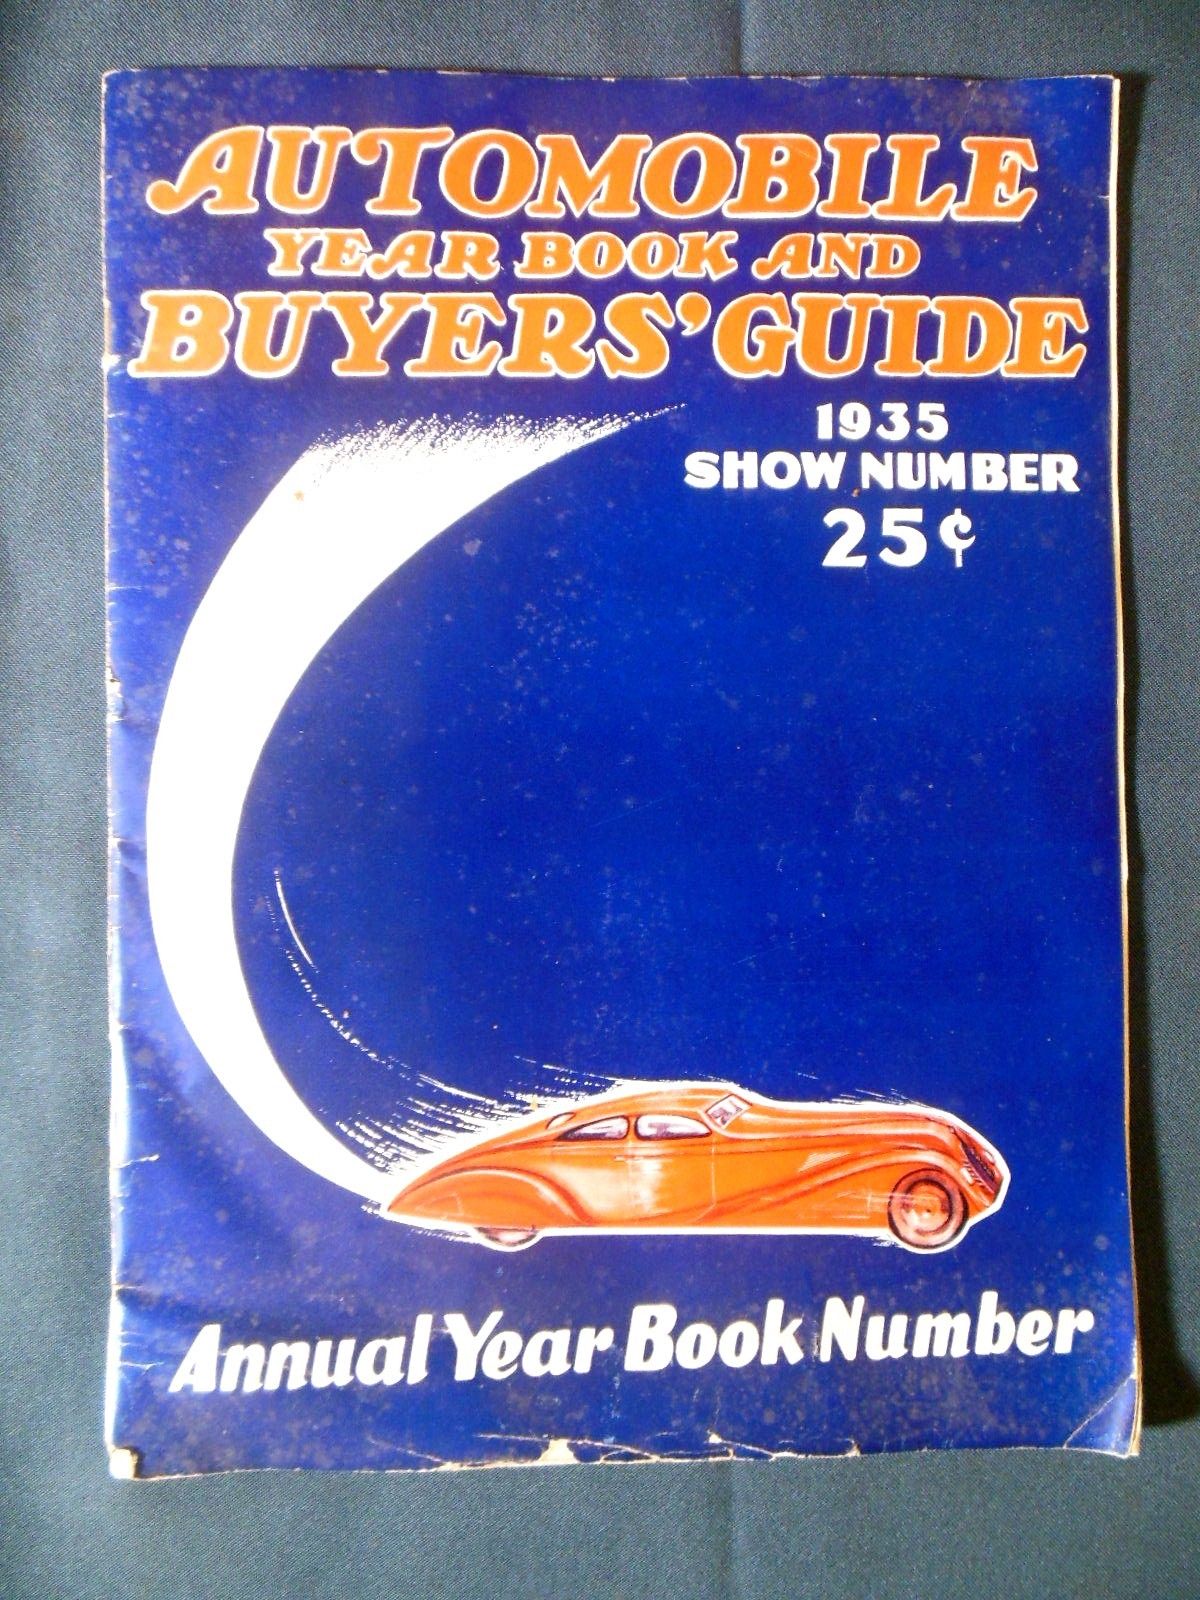 AUTOMOBILE
YEAR BOOK AND
BUYERS' GUIDE
1935
SHOW NUMBER
25¢
Annual Year Book Number